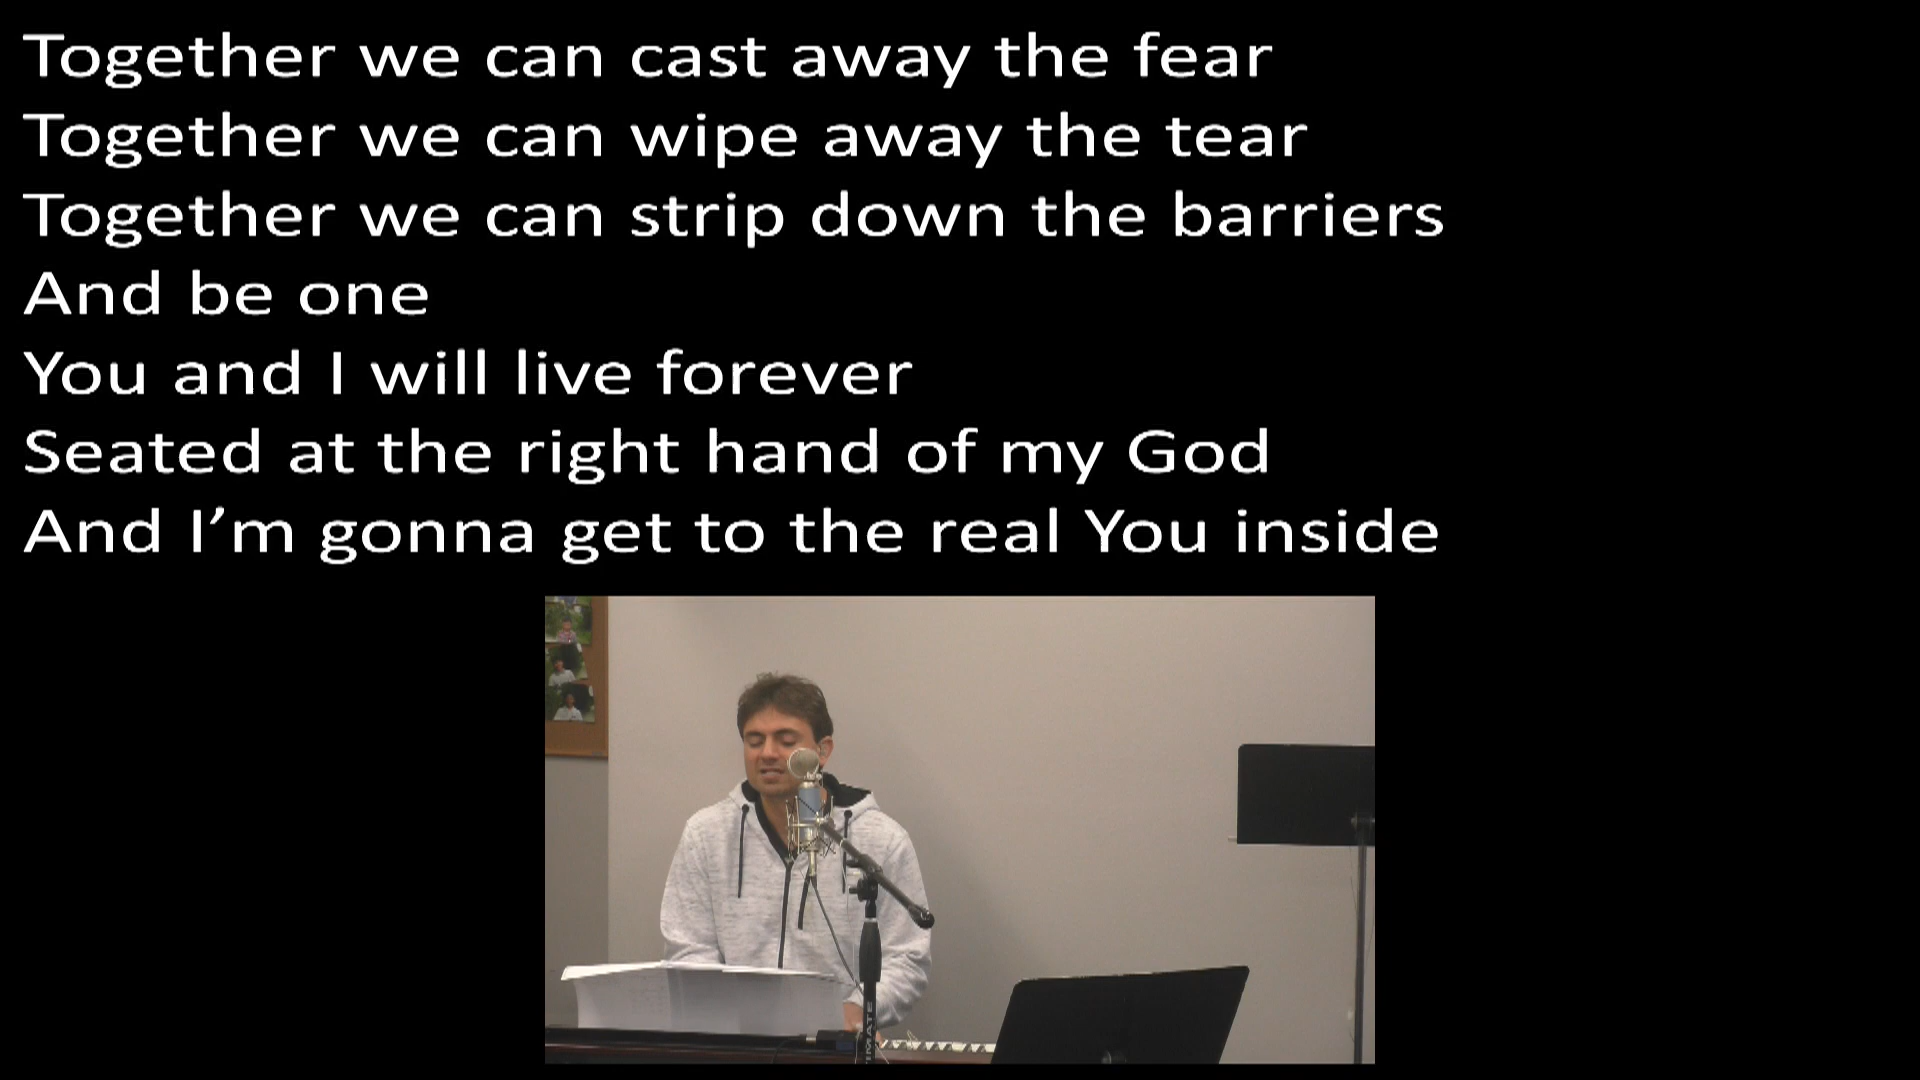 Together we can cast away the fear
Together we can wipe away the tear
Together we can strip down the barriers
And be one
You and I will live forever
Seated at the right hand of my God
And I’m gonna get to the real You inside